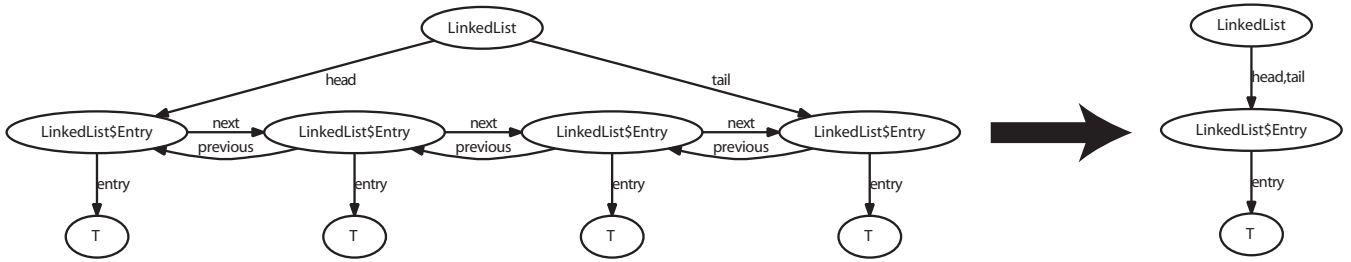 LinkedList
LinkedList
head
tail
head,tail
next
next
next
LinkedList$Entry
LinkedList$Entry
LinkedList$Entry
LinkedList$Entry
LinkedList$Entry
previous
previous
previous
entry
entry
entry
entry
entry
T
T
T
T
T